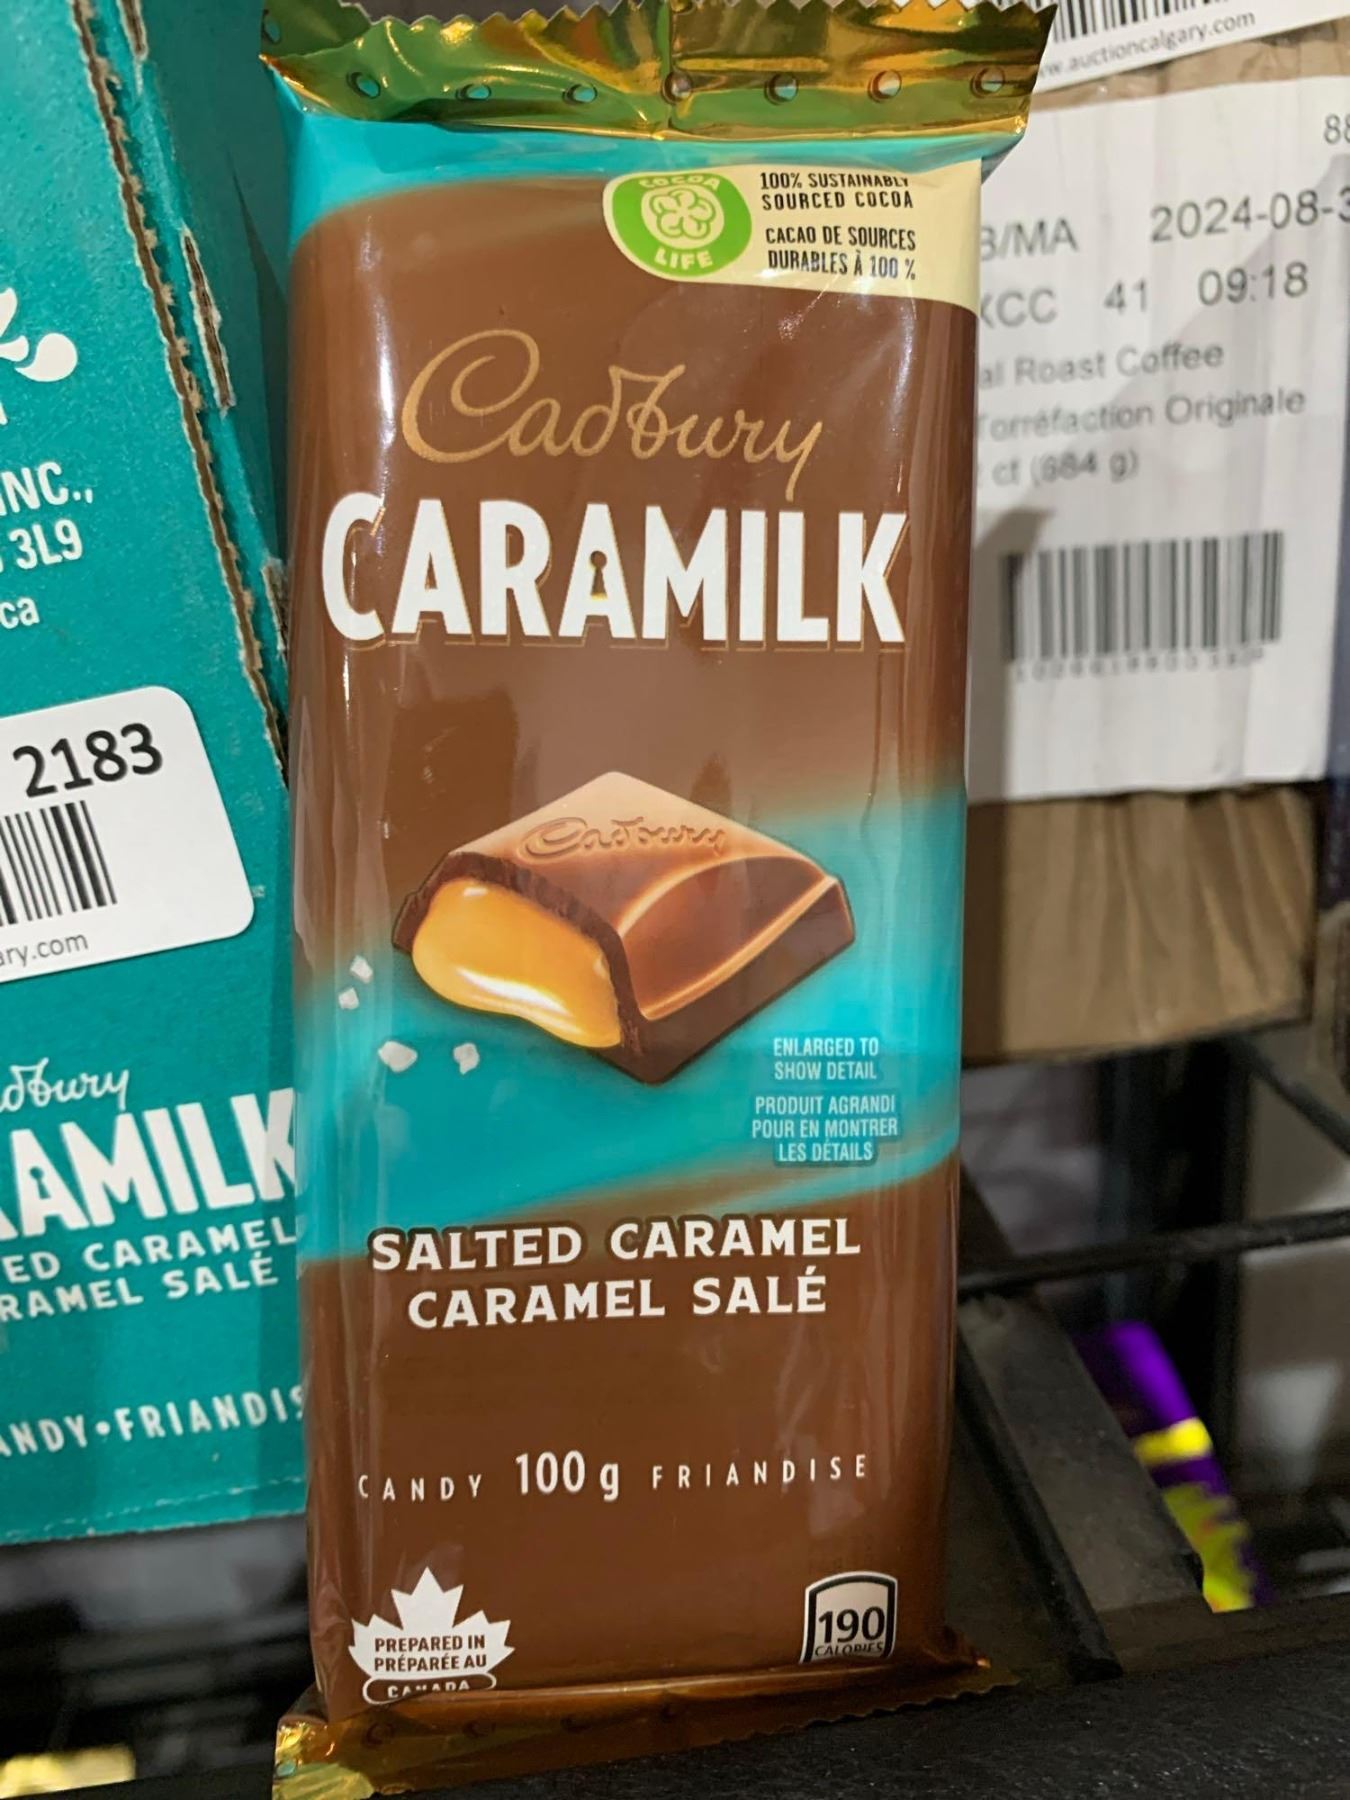 COCOA
LIFE
100% SUSTAINABLY
SOURCED COCOA
CACAO DE SOURCES
DURABLES À 100 %
Cadbury
CARAMILK
Cadbury
ENLARGED TO
SHOW DETAIL
PRODUIT AGRANDI
POUR EN MONTRER
LES DÉTAILS
SALTED CARAMEL
CARAMEL SALÉ
CANDY 100 g FRIANDISE
PREPARED IN
PRÉPARÉE AU
CANADA
190
CALORIES
INC.,
3L9
ca
2183
ary.com
dbury
AMILK
ED CARAMEL
RAMEL SALÉ
ANDY•FRIANDIS
w.auctioncalgary.com
88
B/MA 2024-08-3
KCC 41 09:18
al Roast Coffee
Torréfaction Originale
ct (684 g)